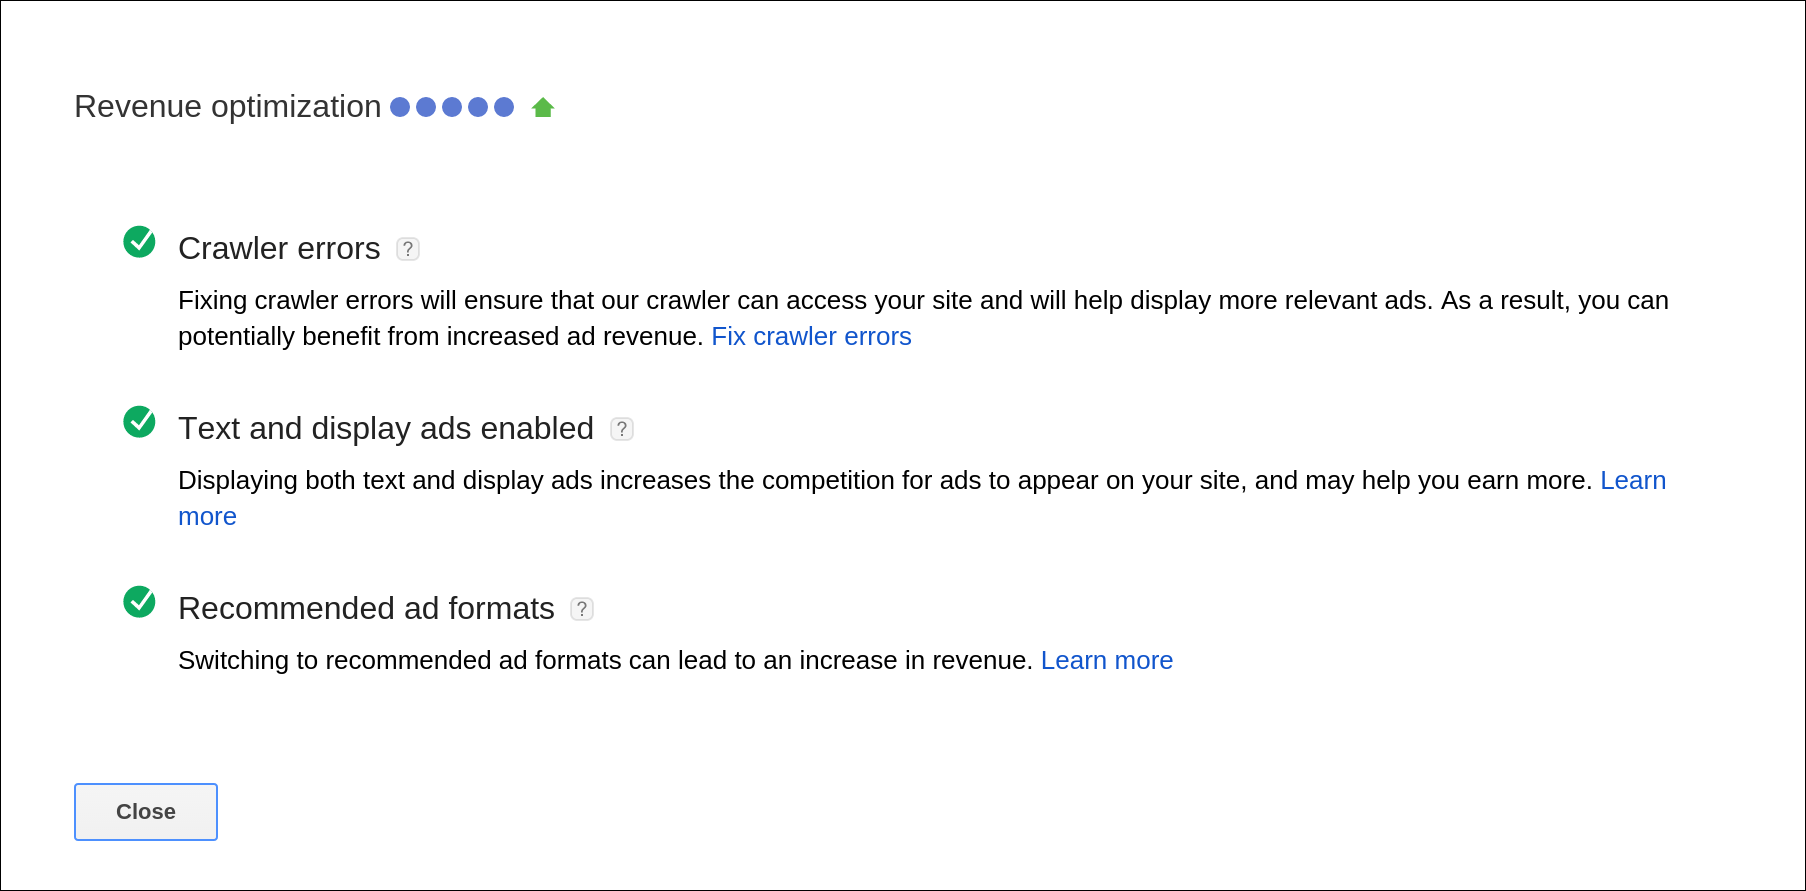 Revenue optimization
Crawler errors ?
Fixing crawler errors will ensure that our crawler can access your site and will help display more relevant ads. As a result, you can
potentially benefit from increased ad revenue. Fix crawler errors
Text and display ads enabled ?
Displaying both text and display ads increases the competition for ads to appear on your site, and may help you earn more. Learn
more
Recommended ad formats ?
Switching to recommended ad formats can lead to an increase in revenue. Learn more
Close